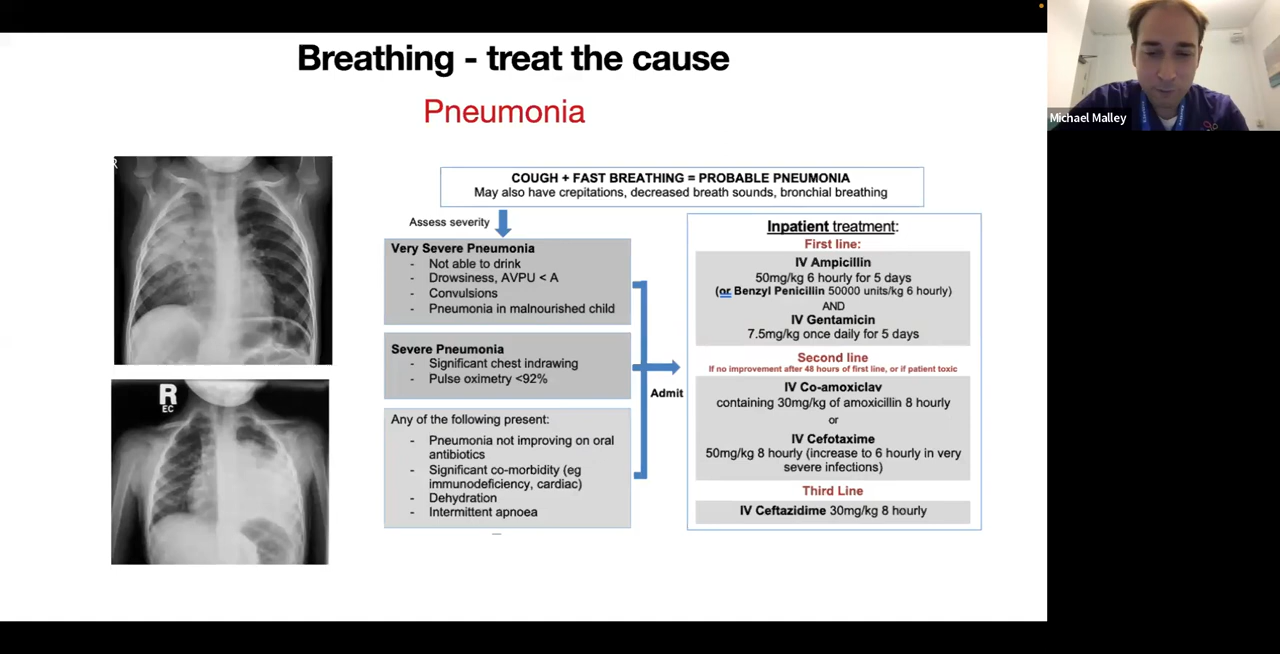 Breathing - treat the cause
Pneumonia
Michael Malley
R
R
EC
COUGH + FAST BREATHING = PROBABLE PNEUMONIA
May also have crepitations, decreased breath sounds, bronchial breathing
Assess severity
Very Severe Pneumonia
- Not able to drink
- Drowsiness, AVPU < A
- Convulsions
- Pneumonia in malnourished child
Severe Pneumonia
- Significant chest indrawing
- Pulse oximetry <92%
Any of the following present:
- Pneumonia not improving on oral
antibiotics
- Significant co-morbidity (eg
immunodeficiency, cardiac)
- Dehydration
- Intermittent apnoea
Admit
Inpatient treatment:
First line:
IV Ampicillin
50mg/kg 6 hourly for 5 days
(or Benzyl Penicillin 50000 units/kg 6 hourly)
AND
IV Gentamicin
7.5mg/kg once daily for 5 days
Second line
If no improvement after 48 hours of first line, or if patient toxic
IV Co-amoxiclav
containing 30mg/kg of amoxicillin 8 hourly
or
IV Cefotaxime
50mg/kg 8 hourly (increase to 6 hourly in very
severe infections)
Third Line
IV Ceftazidime 30mg/kg 8 hourly